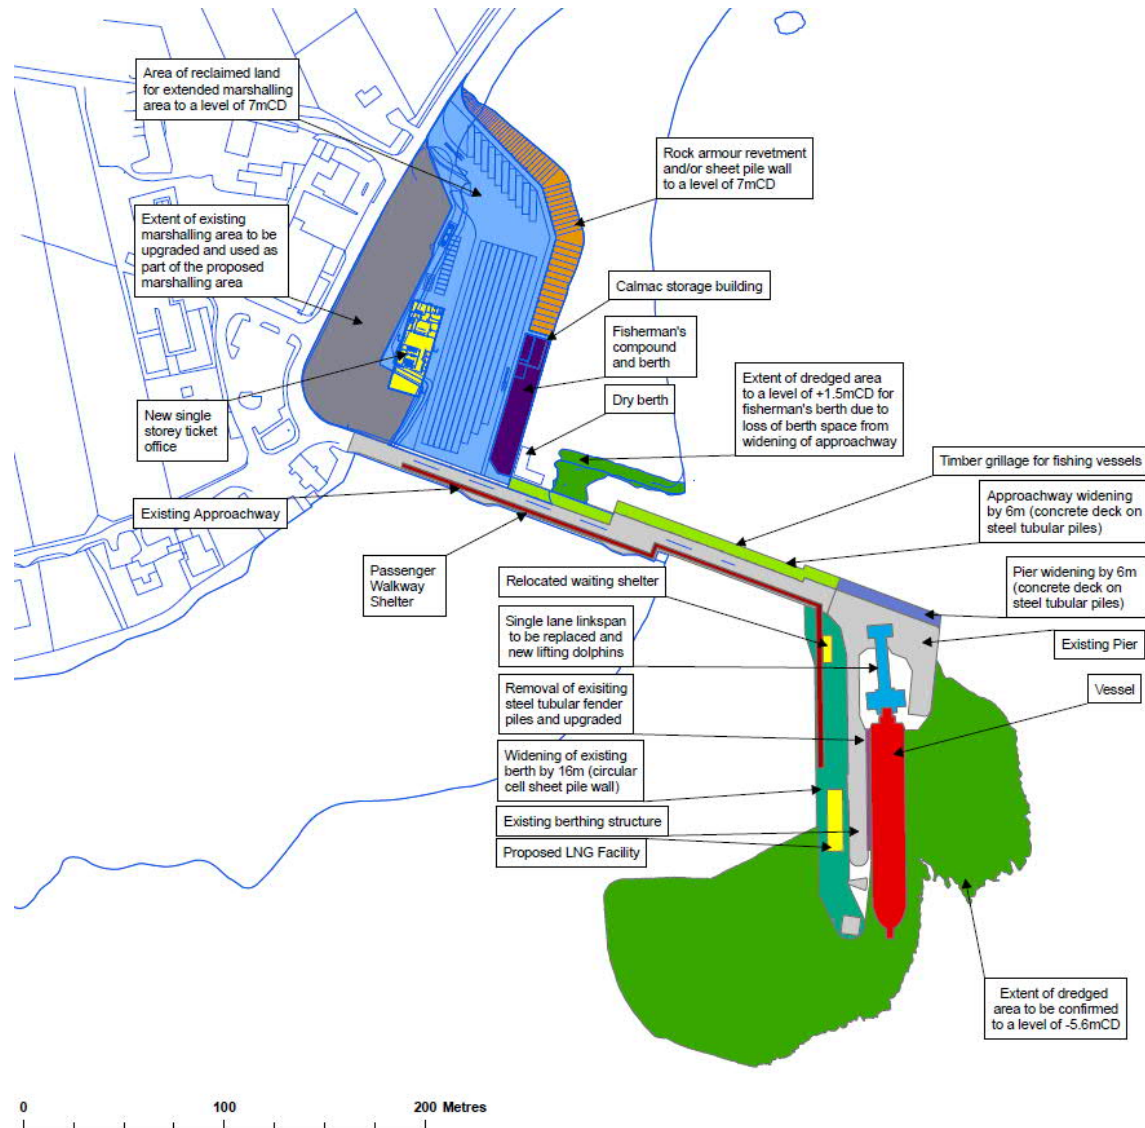 Area of reclaimed land
for extended marshalling
area to a level of 7mCD
Rock armour revetment
and/or sheet pile wall
to a level of 7mCD
Extent of existing
marshalling area to be
upgraded and used as
part of the proposed
marshalling area
Calmac storage building
Fisherman's
compound
and berth
Dry berth
Extent of dredged area
to a level of +1.5mCD for
fisherman's berth due to
loss of berth space from
widening of approachway
New single
storey ticket
office
Timber grillage for fishing vessels
Approachway widening
by 6m (concrete deck on
steel tubular piles)
Existing Approachway
Passenger
Walkway
Shelter
Relocated waiting shelter
Pier widening by 6m
(concrete deck on
steel tubular piles)
Single lane linkspan
to be replaced and
new lifting dolphins
Existing Pier
Removal of exisiting
steel tubular fender
piles and upgraded
Vessel
Widening of existing
berth by 16m (circular
cell sheet pile wall)
Existing berthing structure
Proposed LNG Facility
Extent of dredged
area to be confirmed
to a level of -5.6mCD
0 100 200 Metres